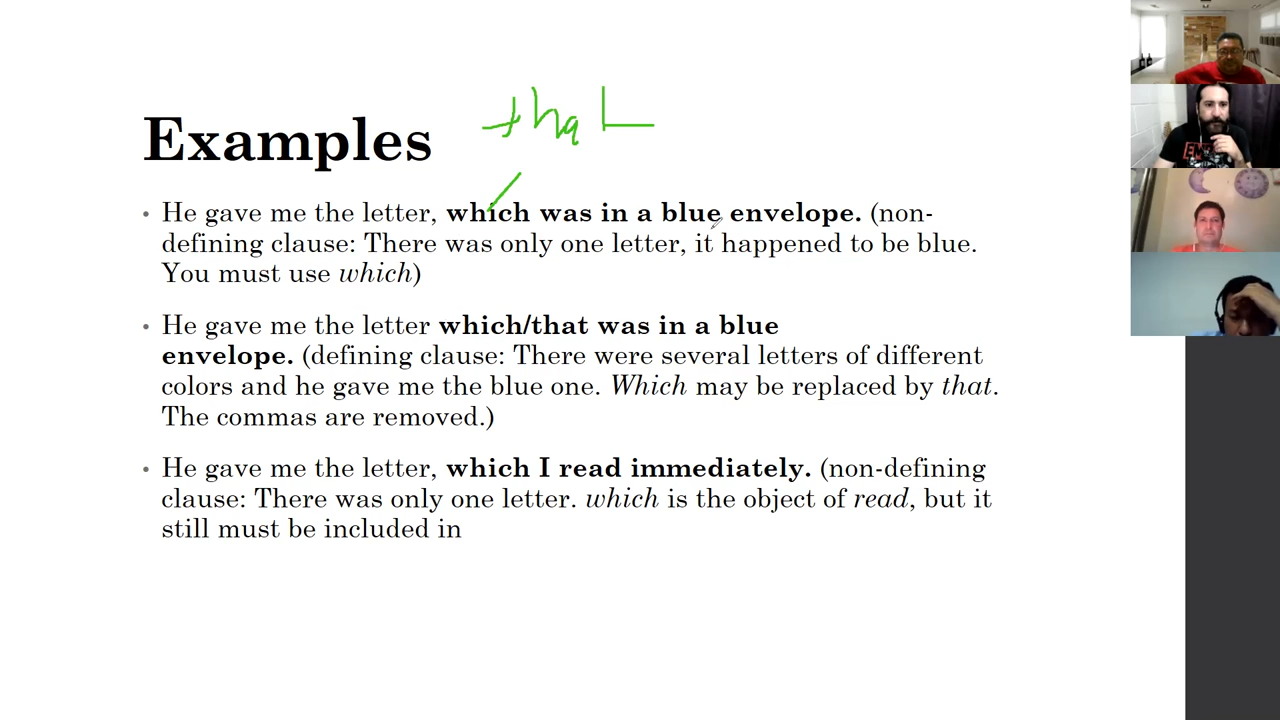 that
Examples
• He gave me the letter, which was in a blue envelope. (non-
defining clause: There was only one letter, it happened to be blue.
You must use which)
• He gave me the letter which/that was in a blue
envelope. (defining clause: There were several letters of different
colors and he gave me the blue one. Which may be replaced by that.
The commas are removed.)
• He gave me the letter, which I read immediately. (non-defining
clause: There was only one letter. which is the object of read, but it
still must be included in